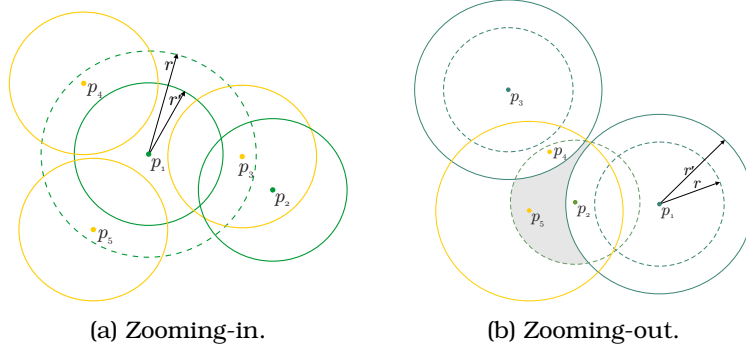 r
r'
p4
p1
p3
p2
p5
(a) Zooming-in.
p3
p4
r'
r
p2
p1
p5
(b) Zooming-out.